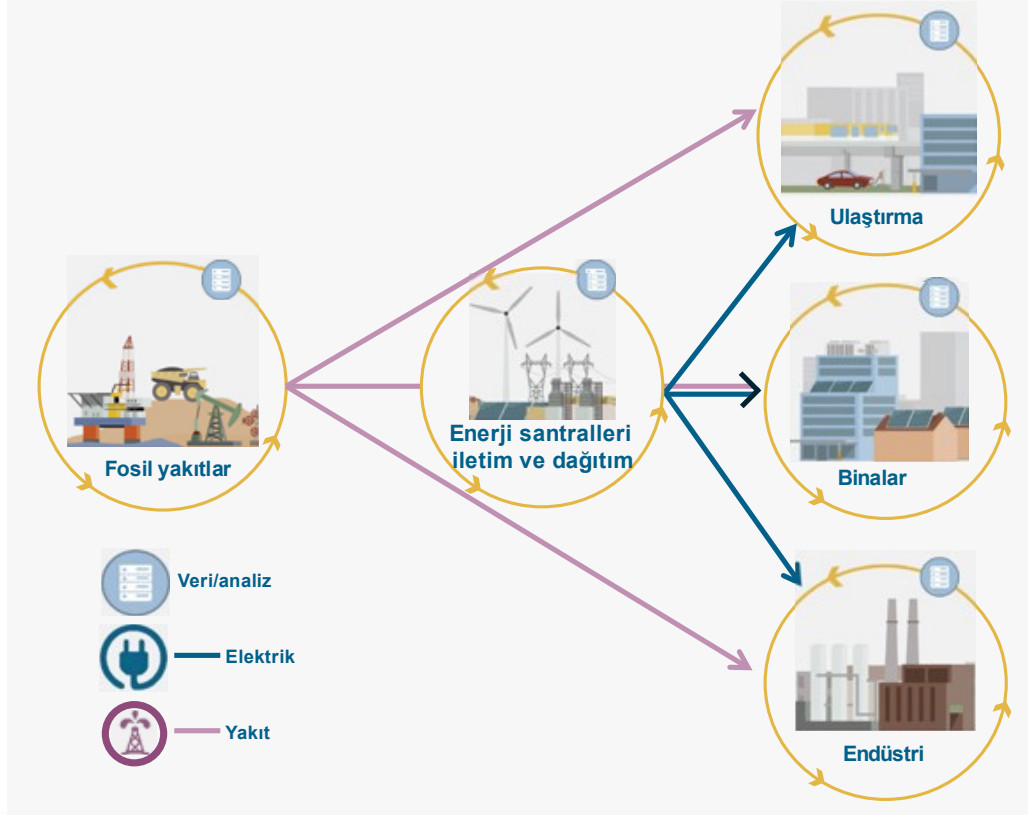 Ulaştırma
Fosil yakıtlar
Enerji santralleri
iletim ve dağıtım
Binalar
Endüstri
Veri/analiz
Elektrik
Yakıt